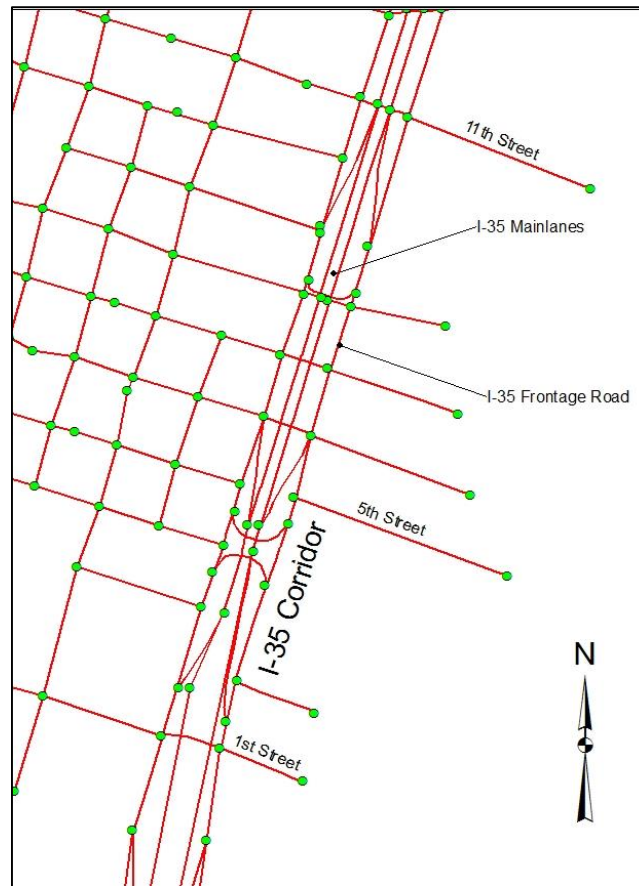 11th Street
I-35 Mainlanes
I-35 Frontage Road
5th Street
I-35 Corridor
N
1st Street